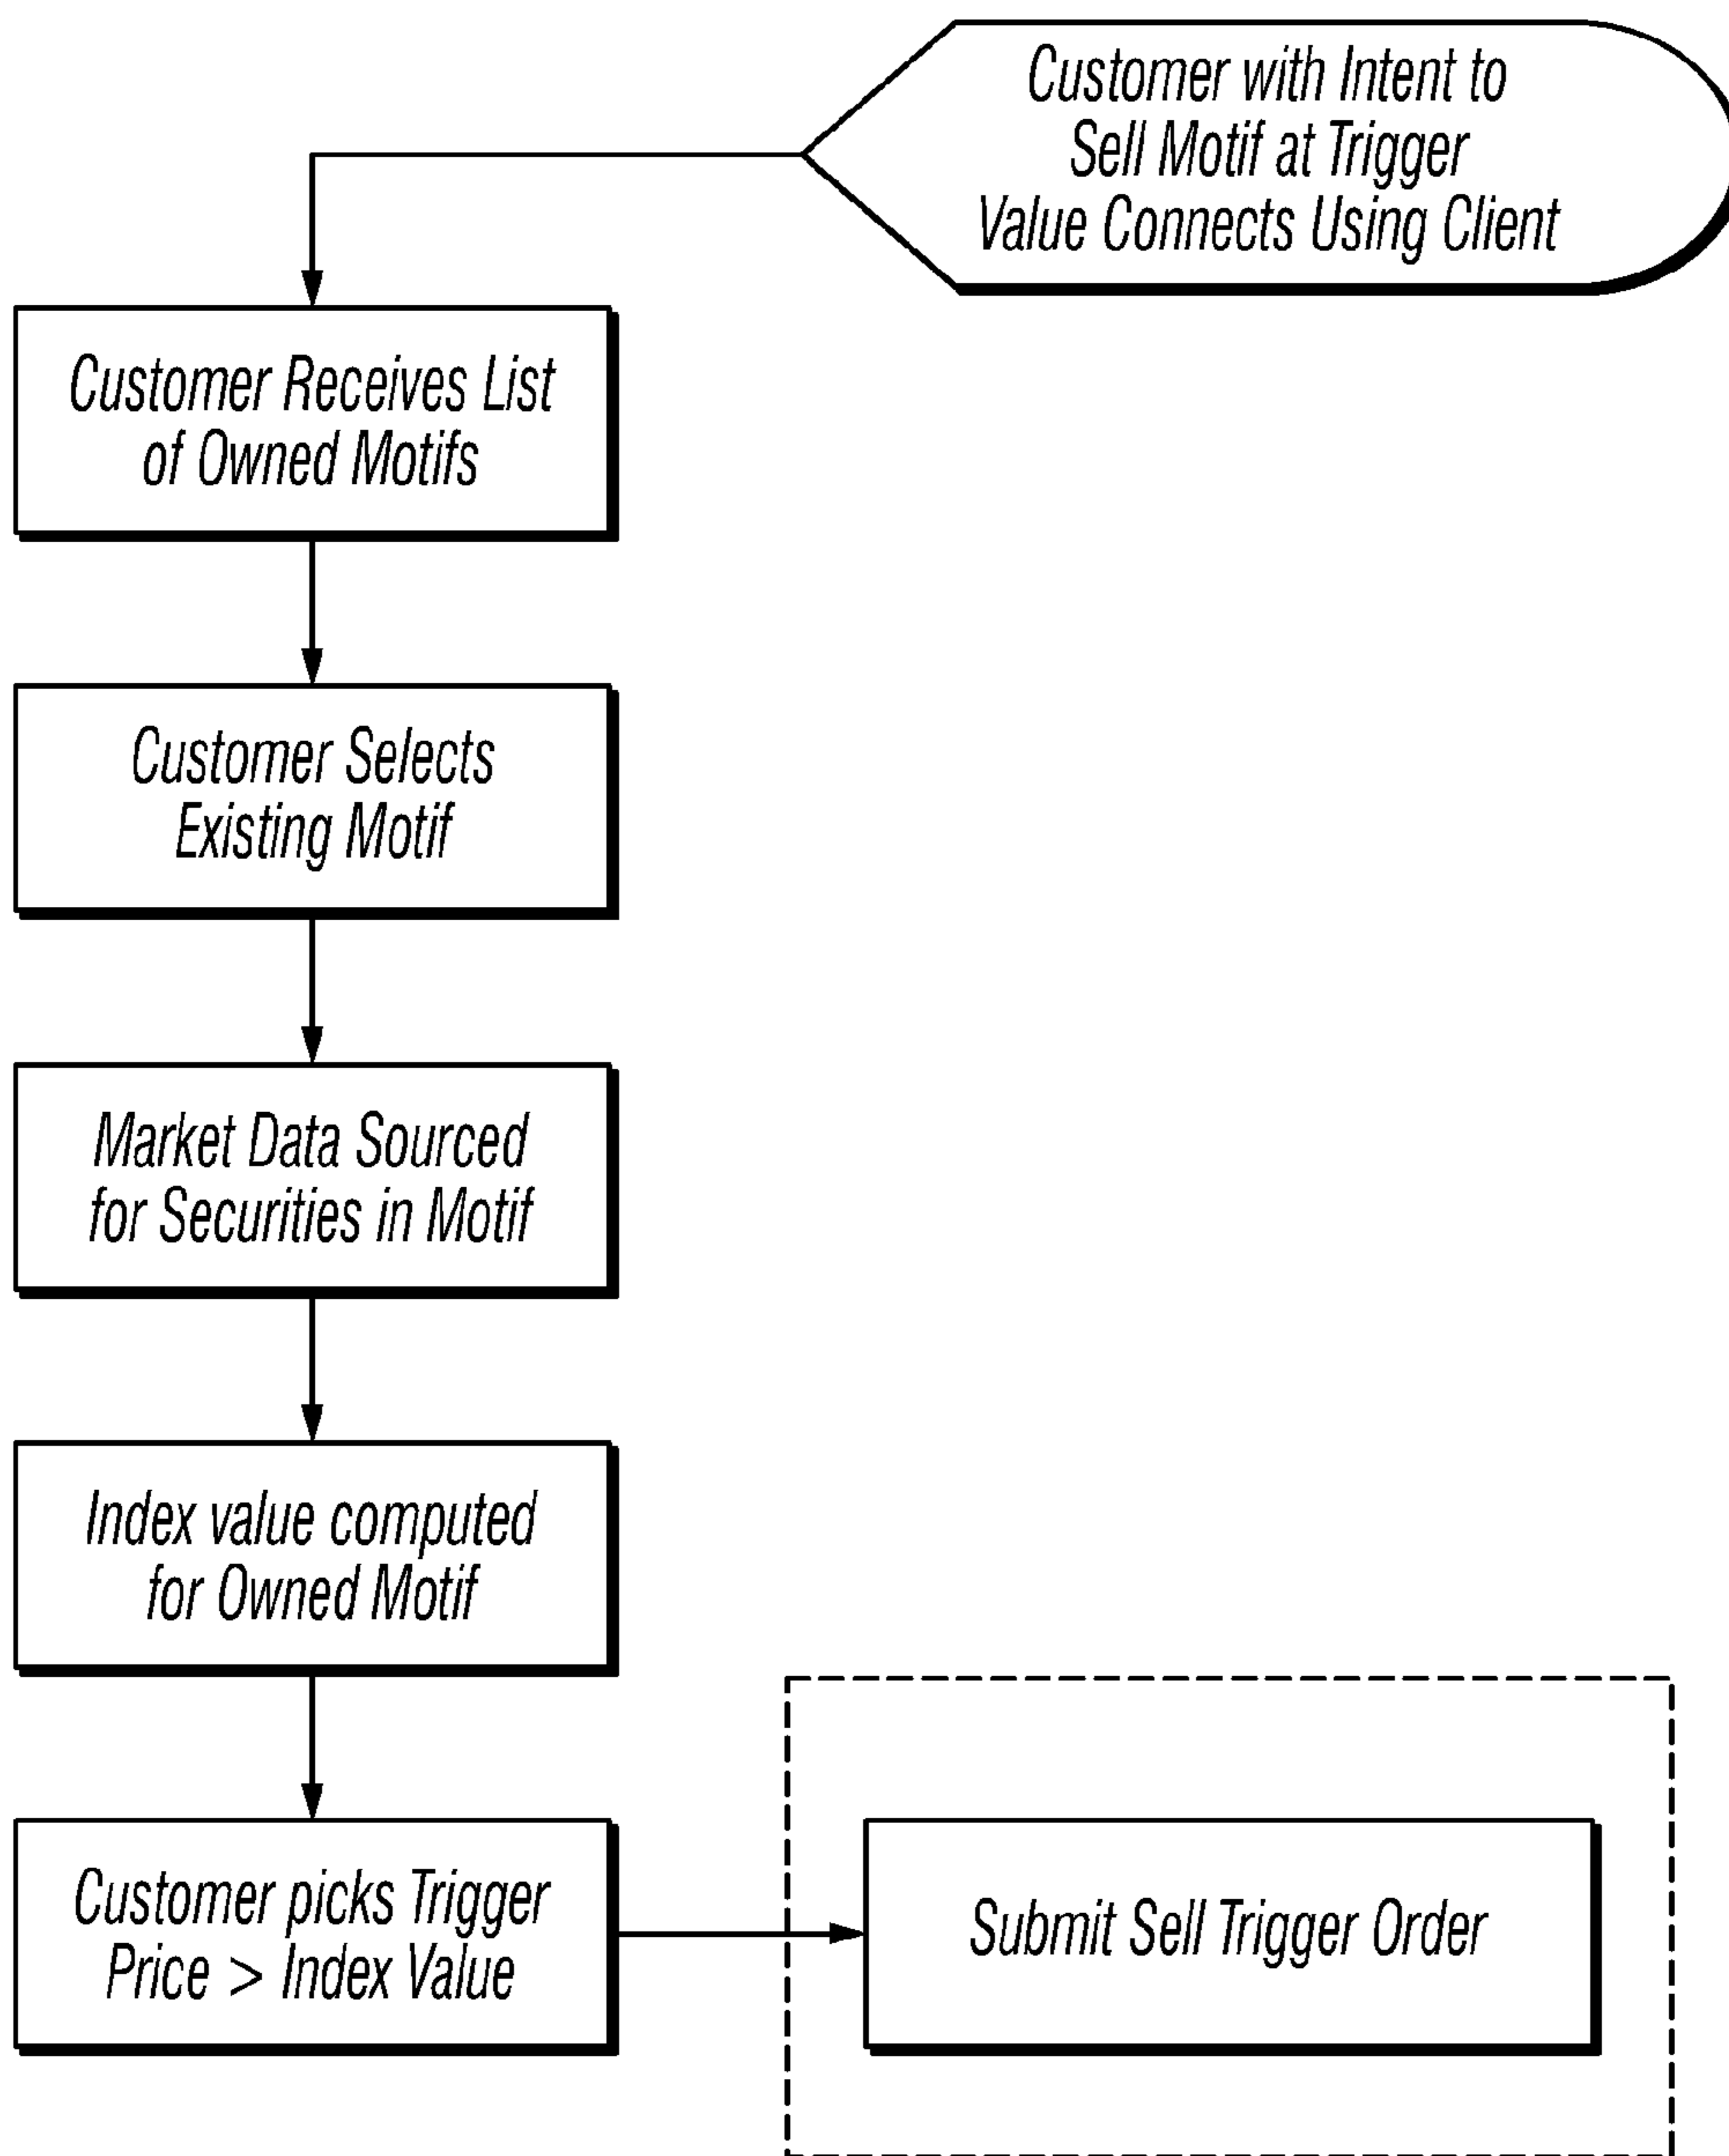 Customer with Intent to
Sell Motif at Trigger
Value Connects Using Client
Customer Receives List
of Owned Motifs
Customer Selects
Existing Motif
Market Data Sourced
for Securities in Motif
Index value computed
for Owned Motif
Customer picks Trigger
Price > Index Value
Submit Sell Trigger Order